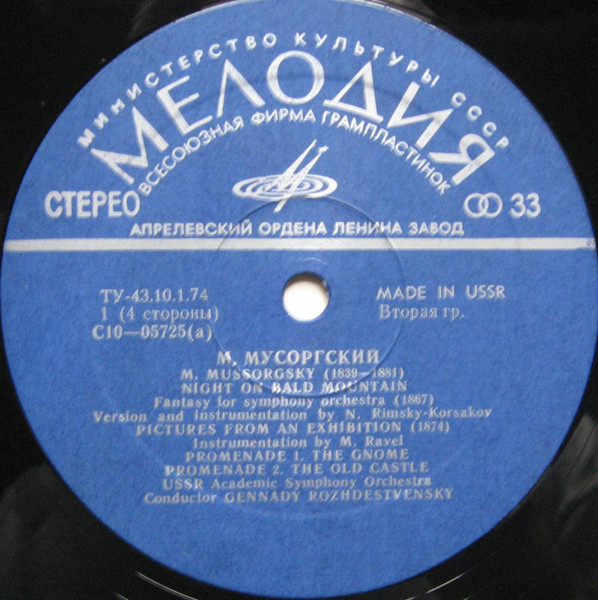 МИНИСТЕРСТВО КУЛЬТУРЫ СССР
МЕЛОДИЯ
ВСЕСОЮЗНАЯ ФИРМА ГРАМПЛАСТИНОК
СТЕРЕО
33
АПРЕЛЕВСКИЙ ОРДЕНА ЛЕНИНА ЗАВОД
ТУ-43.10.1.74
1 (4 стороны)
С10—05725(а)
MADE IN USSR
Вторая гр.
М. МУСОРГСКИЙ
M. MUSSORGSKY (1839—1881)
NIGHT ON BALD MOUNTAIN
Fantasy for symphony orchestra (1867)
Version and instrumentation by N. Rimsky-Korsakov
PICTURES FROM AN EXHIBITION (1874)
Instrumentation by M. Ravel
PROMENADE 1. THE GNOME
PROMENADE 2. THE OLD CASTLE
USSR Academic Symphony Orchestra
Conductor GENNADY ROZHDESTVENSKY